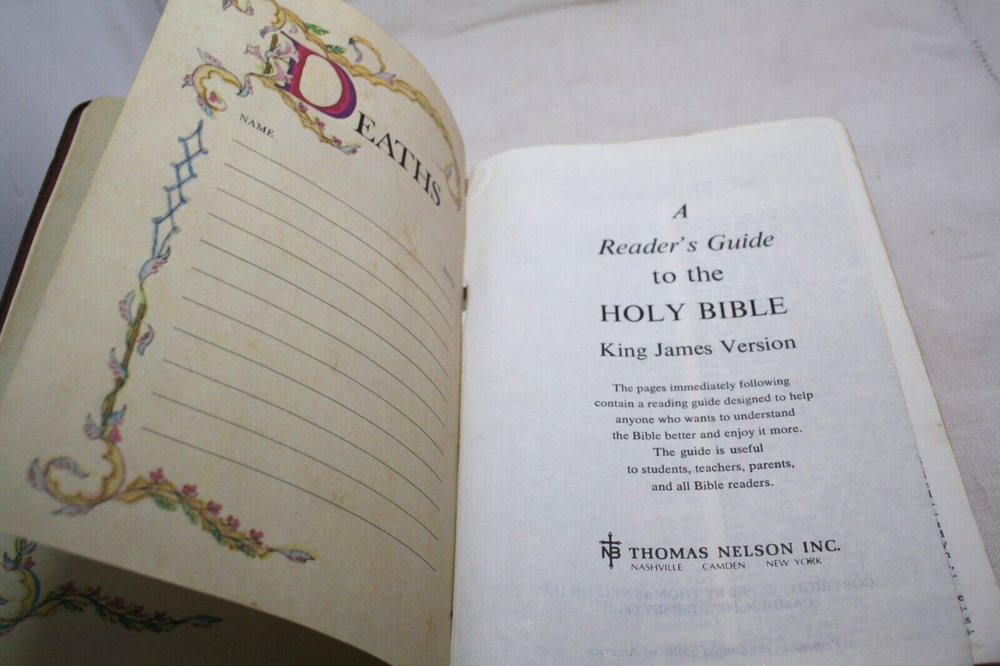 DEATHS
NAME
A
Reader's Guide
to the
HOLY BIBLE
King James Version
The pages immediately following
contain a reading guide designed to help
anyone who wants to understand
the Bible better and enjoy it more.
The guide is useful
to students, teachers, parents,
and all Bible readers.
NB THOMAS NELSON INC.
NASHVILLE CAMDEN NEW YORK